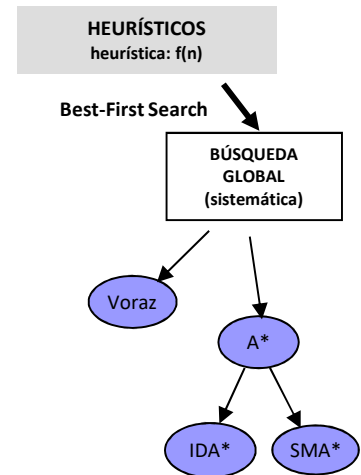 HEURÍSTICOS
heurística: f(n)
Best-First Search
BÚSQUEDA
GLOBAL
(sistemática)
Voraz
A*
IDA*
SMA*